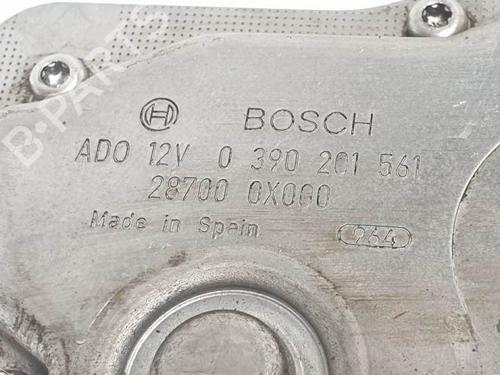 BOSCH
ADO 12V 0 390 201 561
28700 0X000
Made in Spain
964
B-PARTS